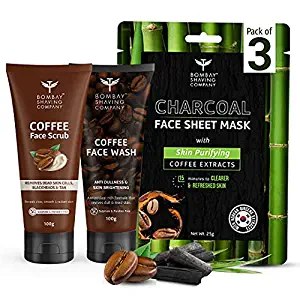 BOMBAY
SHAVING
COMPANY
COFFEE
Face Scrub
REMOVES DEAD SKIN CELLS,
BLACKHEADS & TAN
100g
BOMBAY
SHAVING
COMPANY
COFFEE
FACE WASH
ANTI DULLNESS &
SKIN BRIGHTENING
100g
BOMBAY
SHAVING
COMPANY
Pack of
3
CHARCOAL
FACE SHEET MASK
with
Skin Purifying
COFFEE EXTRACTS
CLEARER
& REFRESHED SKIN
Net wt. 25g